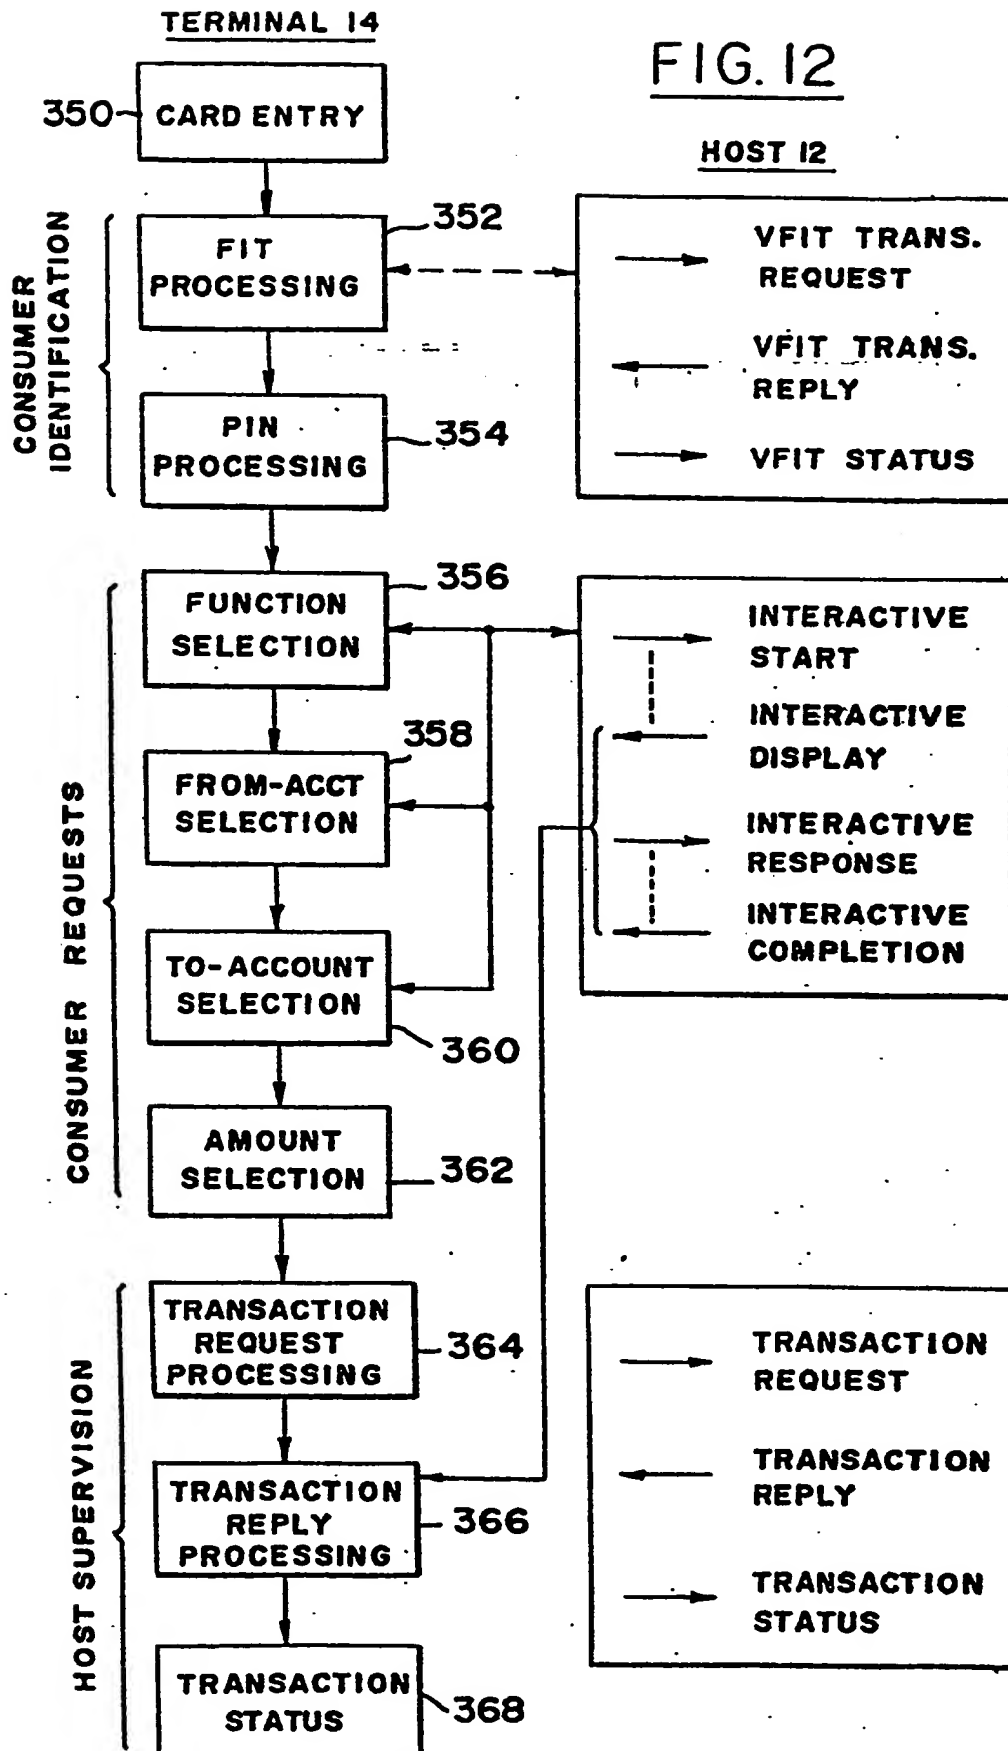 TERMINAL 14
FIG. 12
HOST 12
350
CARD ENTRY
CONSUMER
IDENTIFICATION
352
FIT
PROCESSING
PIN
PROCESSING
354
VFIT TRANS.
REQUEST
VFIT TRANS.
REPLY
VFIT STATUS
CONSUMER REQUESTS
356
FUNCTION
SELECTION
358
FROM-ACCT
SELECTION
TO-ACCOUNT
SELECTION
360
AMOUNT
SELECTION
362
INTERACTIVE
START
INTERACTIVE
DISPLAY
INTERACTIVE
RESPONSE
INTERACTIVE
COMPLETION
HOST SUPERVISION
TRANSACTION
REQUEST
PROCESSING
364
TRANSACTION
REPLY
PROCESSING
366
TRANSACTION
STATUS
368
TRANSACTION
REQUEST
TRANSACTION
REPLY
TRANSACTION
STATUS